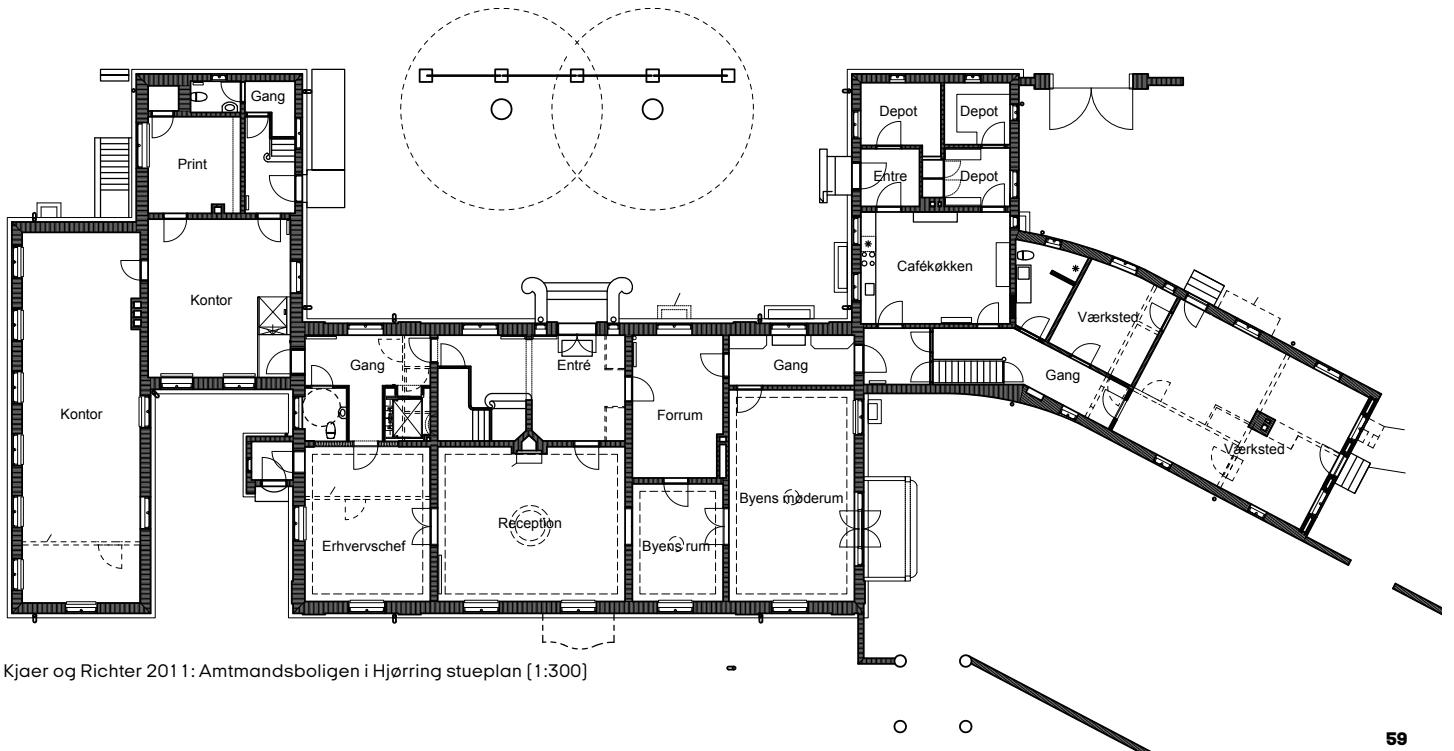 Gang
Depot
Depot
Print
Entre
Depot
Cafékøkken
Kontor
Værksted
Gang
Entré
Gang
Gang
Kontor
Forrum
Værksted
Byens møderum
Reception
Erhvervschef
Byens rum
Kjaer og Richter 2011: Amtmandsboligen i Hjørring stueplan (1:300)
59